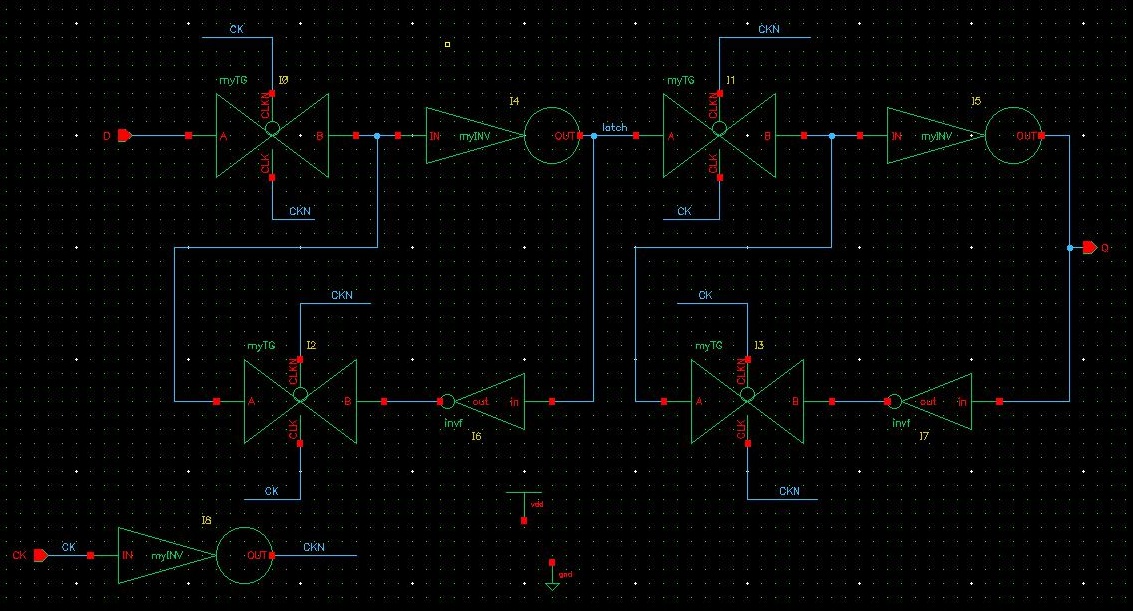 CK
CKN
myTG
I0
myTG
I1
I4
I5
CLKN
CLKN
D
A
B
IN
myINV
OUT
latch
A
B
IN
myINV
OUT
CLK
CLK
CKN
CK
Q
CKN
CK
myTG
I2
myTG
I3
CLKN
CLKN
A
B
out
in
A
B
out
in
CLK
invf
CLK
invf
I6
I7
CK
CKN
vdd
I8
CK
CK
IN
myINV
OUT
CKN
gnd